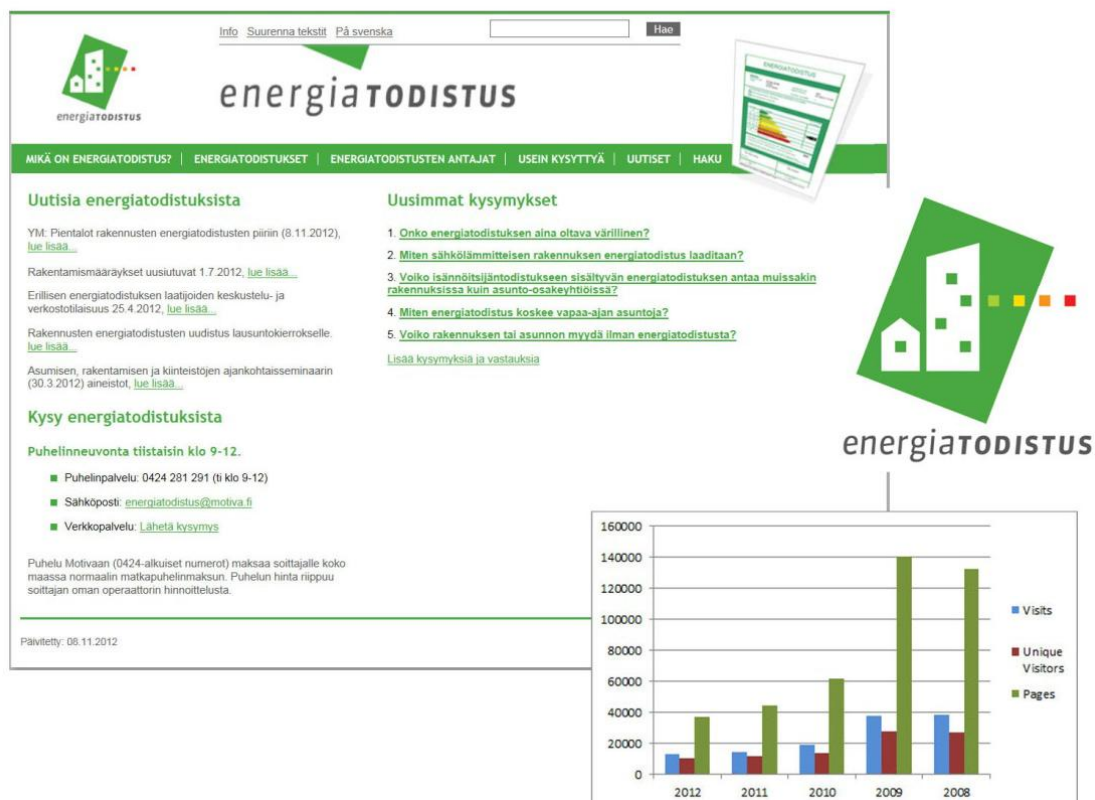 Info Suurenna tekstit På svenska
Hae
energiaTODISTUS
energiaTODISTUS
ENERGIATODISTUS
MIKÄ ON ENERGIATODISTUS? | ENERGIATODISTUKSET | ENERGIATODISTUSTEN ANTAJAT | USEIN KYSYTTYÄ | UUTISET | HAKU
Uutisia energiatodistuksista
YM: Pientalot rakennusten energiatodistusten piiriin (8.11.2012),
lue lisää...
Rakentamismääräykset uusiutuvat 1.7.2012, lue lisää...
Erillisen energiatodistuksen laatijoiden keskustelu- ja
verkostotilaisuus 25.4.2012, lue lisää...
Rakennusten energiatodistusten uudistus lausuntokierrokselle.
lue lisää...
Asumisen, rakentamisen ja kiinteistöjen ajankohtaisseminaarin
(30.3.2012) aineistot, lue lisää...
Kysy energiatodistuksista
Puhelinneuvonta tiistaisin klo 9-12.
Puhelinpalvelu: 0424 281 291 (ti klo 9-12)
Sähköposti: energiatodistus@motiva.fi
Verkkopalvelu: Lähetä kysymys
Puhelu Motivaan (0424-alkuiset numerot) maksaa soittajalle koko
maassa normaalin matkapuhelinmaksun. Puhelun hinta riippuu
soittajan oman operaattorin hinnoittelusta.
Päivitetty: 08.11.2012
Uusimmat kysymykset
1. Onko energiatodistuksen aina oltava värillinen?
2. Miten sähkölämmitteisen rakennuksen energiatodistus laaditaan?
3. Voiko isännöitsijäntodistukseen sisältyvän energiatodistuksen antaa muissakin
rakennuksissa kuin asunto-osakeyhtiöissä?
4. Miten energiatodistus koskee vapaa-ajan asuntoja?
5. Voiko rakennuksen tai asunnon myydä ilman energiatodistusta?
Lisää kysymyksiä ja vastauksia
energiaTODISTUS
160000
140000
120000
100000
80000
60000
40000
20000
0
2012 2011 2010 2009 2008
Visits
Unique
Visitors
Pages